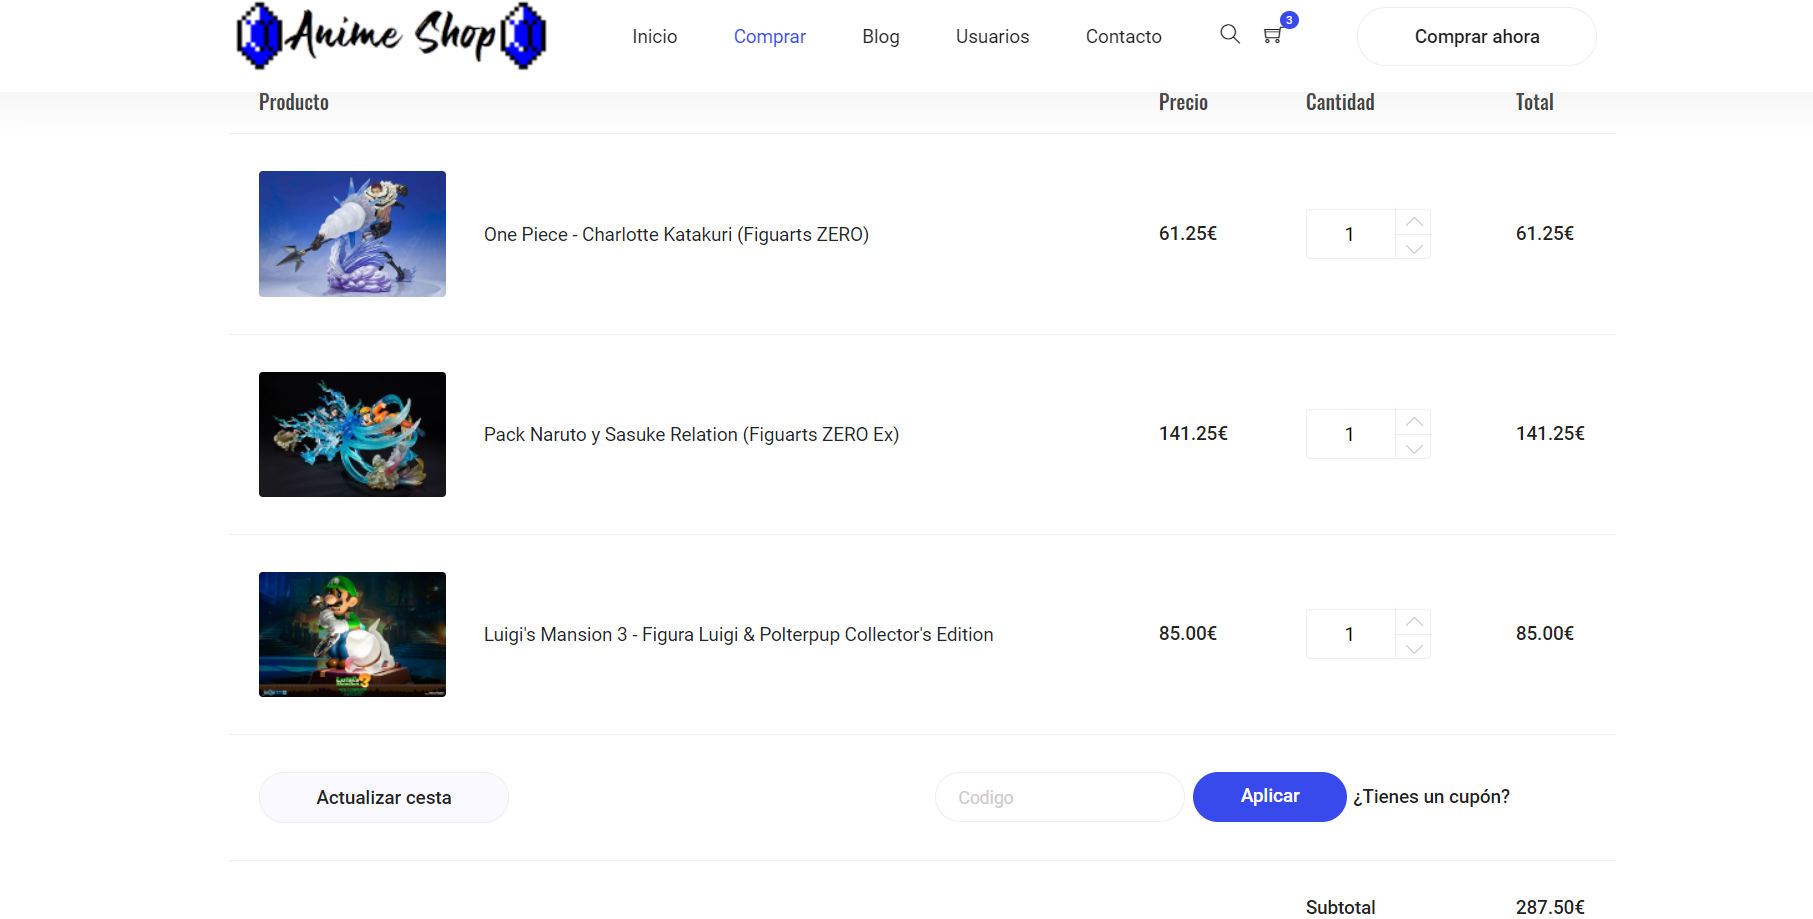 Anime Shop
Inicio Comprar Blog Usuarios Contacto 3 Comprar ahora
Producto Precio Cantidad Total
One Piece - Charlotte Katakuri (Figuarts ZERO) 61.25€ 1 61.25€
Pack Naruto y Sasuke Relation (Figuarts ZERO Ex) 141.25€ 1 141.25€
Luigi's Mansion 3 - Figura Luigi & Polterpup Collector's Edition 85.00€ 1 85.00€
Luigi's Mansion 3
Actualizar cesta Codigo Aplicar ¿Tienes un cupón?
Subtotal 287.50€